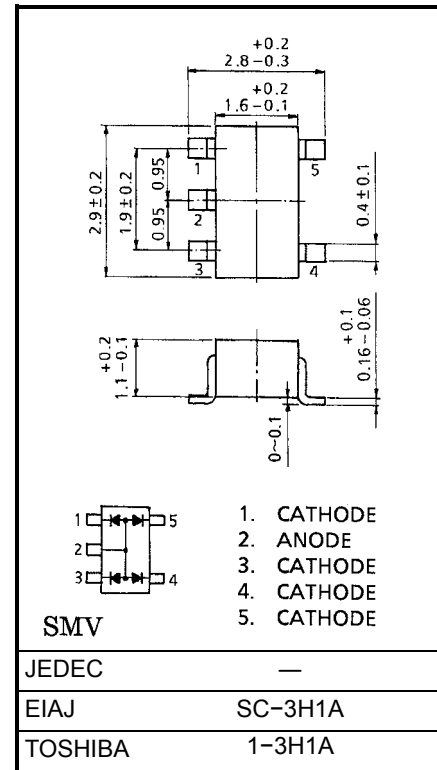 +0.2
2.8−0.3
+0.2
1.6−0.1
1
5
2
3
4
2.9±0.2
1.9±0.2
0.95
0.95
0.4±0.1
+0.2
1.1−0.1
+0.1
0.16−0.06
0~0.1
1
5
2
3
4
1. CATHODE
2. ANODE
3. CATHODE
4. CATHODE
5. CATHODE
SMV
JEDEC —
EIAJ SC−3H1A
TOSHIBA 1−3H1A